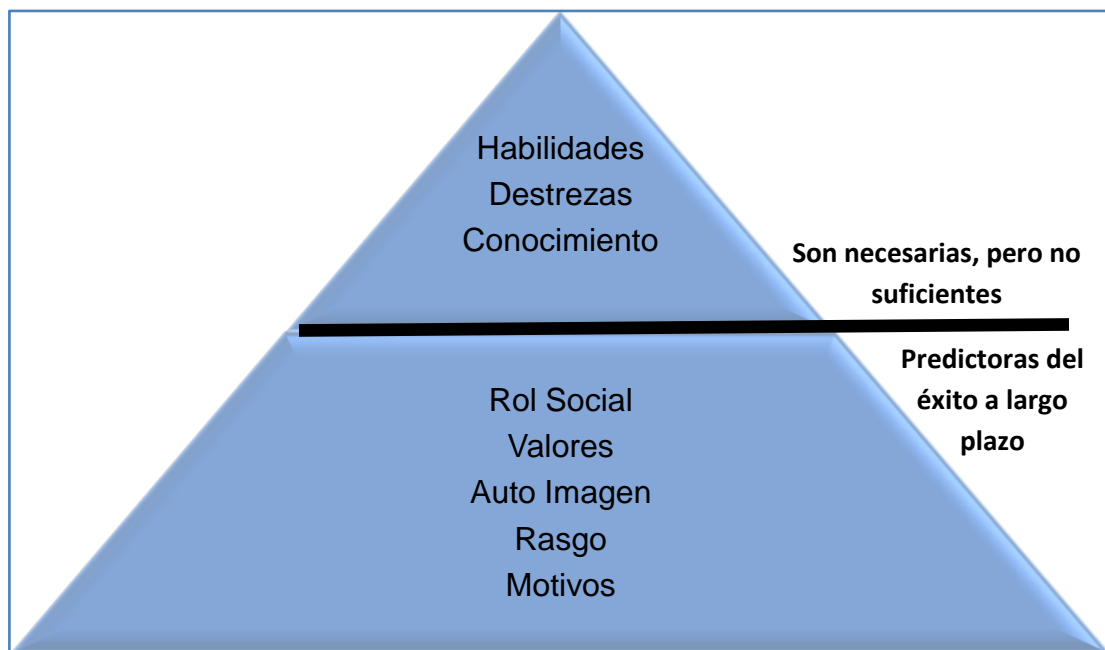 Habilidades
Destrezas
Conocimiento
Son necesarias, pero no
suficientes
Predictoras del
éxito a largo
plazo
Rol Social
Valores
Auto Imagen
Rasgo
Motivos